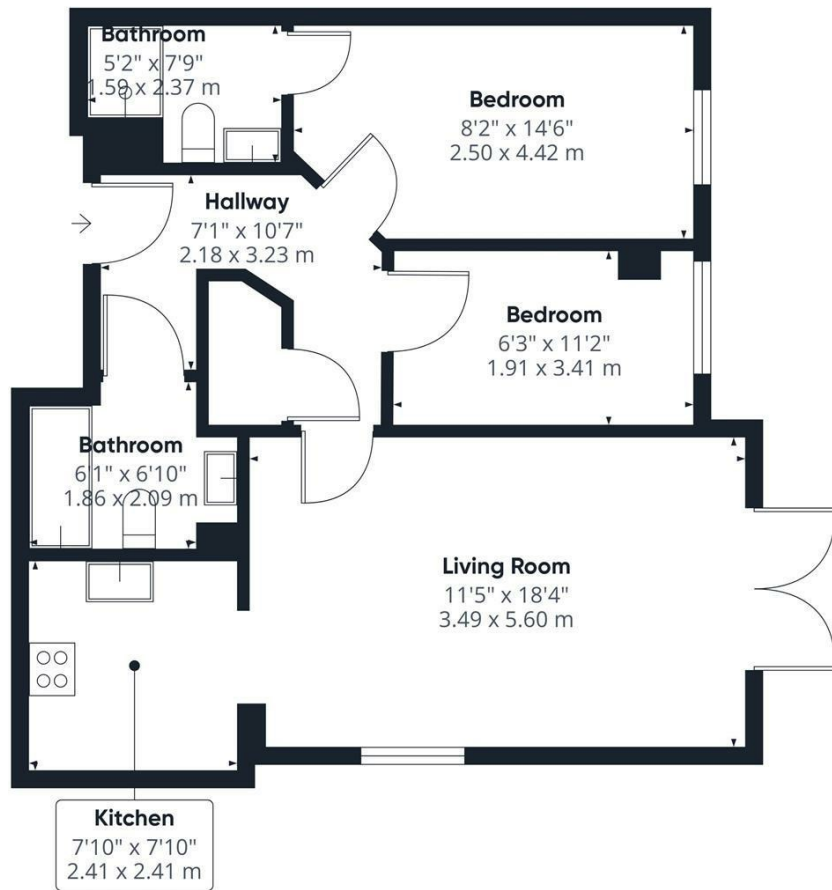 Bathroom
5'2" x 7'9"
1.59 x 2.37 m
Bedroom
8'2" x 14'6"
2.50 x 4.42 m
Hallway
7'1" x 10'7"
2.18 x 3.23 m
Bedroom
6'3" x 11'2"
1.91 x 3.41 m
Bathroom
6'1" x 6'10"
1.86 x 2.09 m
Living Room
11'5" x 18'4"
3.49 x 5.60 m
Kitchen
7'10" x 7'10"
2.41 x 2.41 m